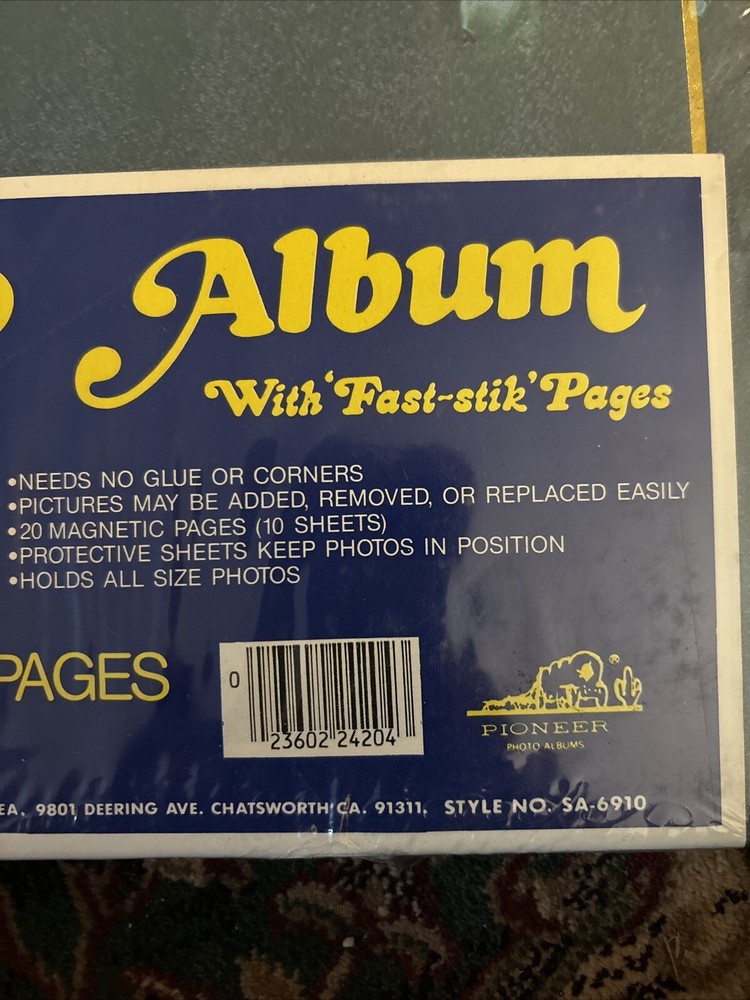 Album
With 'Fast-stik' Pages
•NEEDS NO GLUE OR CORNERS
•PICTURES MAY BE ADDED, REMOVED, OR REPLACED EASILY
•20 MAGNETIC PAGES (10 SHEETS)
•PROTECTIVE SHEETS KEEP PHOTOS IN POSITION
•HOLDS ALL SIZE PHOTOS
PAGES
0 23602 24204
®
PIONEER
PHOTO ALBUMS
EA. 9801 DEERING AVE. CHATSWORTH CA. 91311. STYLE NO. SA-6910